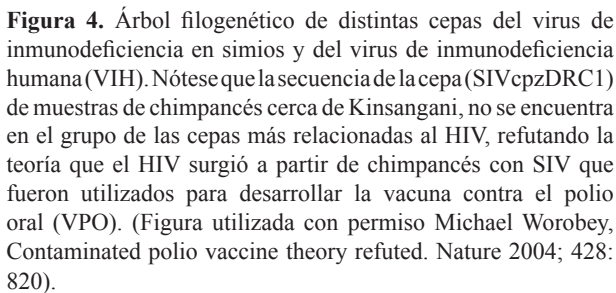 Figura 4. Árbol filogenético de distintas cepas del virus de
inmunodeficiencia en simios y del virus de inmunodeficiencia
humana (VIH). Nótese que la secuencia de la cepa (SIVcpzDRC1)
de muestras de chimpancés cerca de Kinsangani, no se encuentra
en el grupo de las cepas más relacionadas al HIV, refutando la
teoría que el HIV surgió a partir de chimpancés con SIV que
fueron utilizados para desarrollar la vacuna contra el polio
oral (VPO). (Figura utilizada con permiso Michael Worobey,
Contaminated polio vaccine theory refuted. Nature 2004; 428:
820).